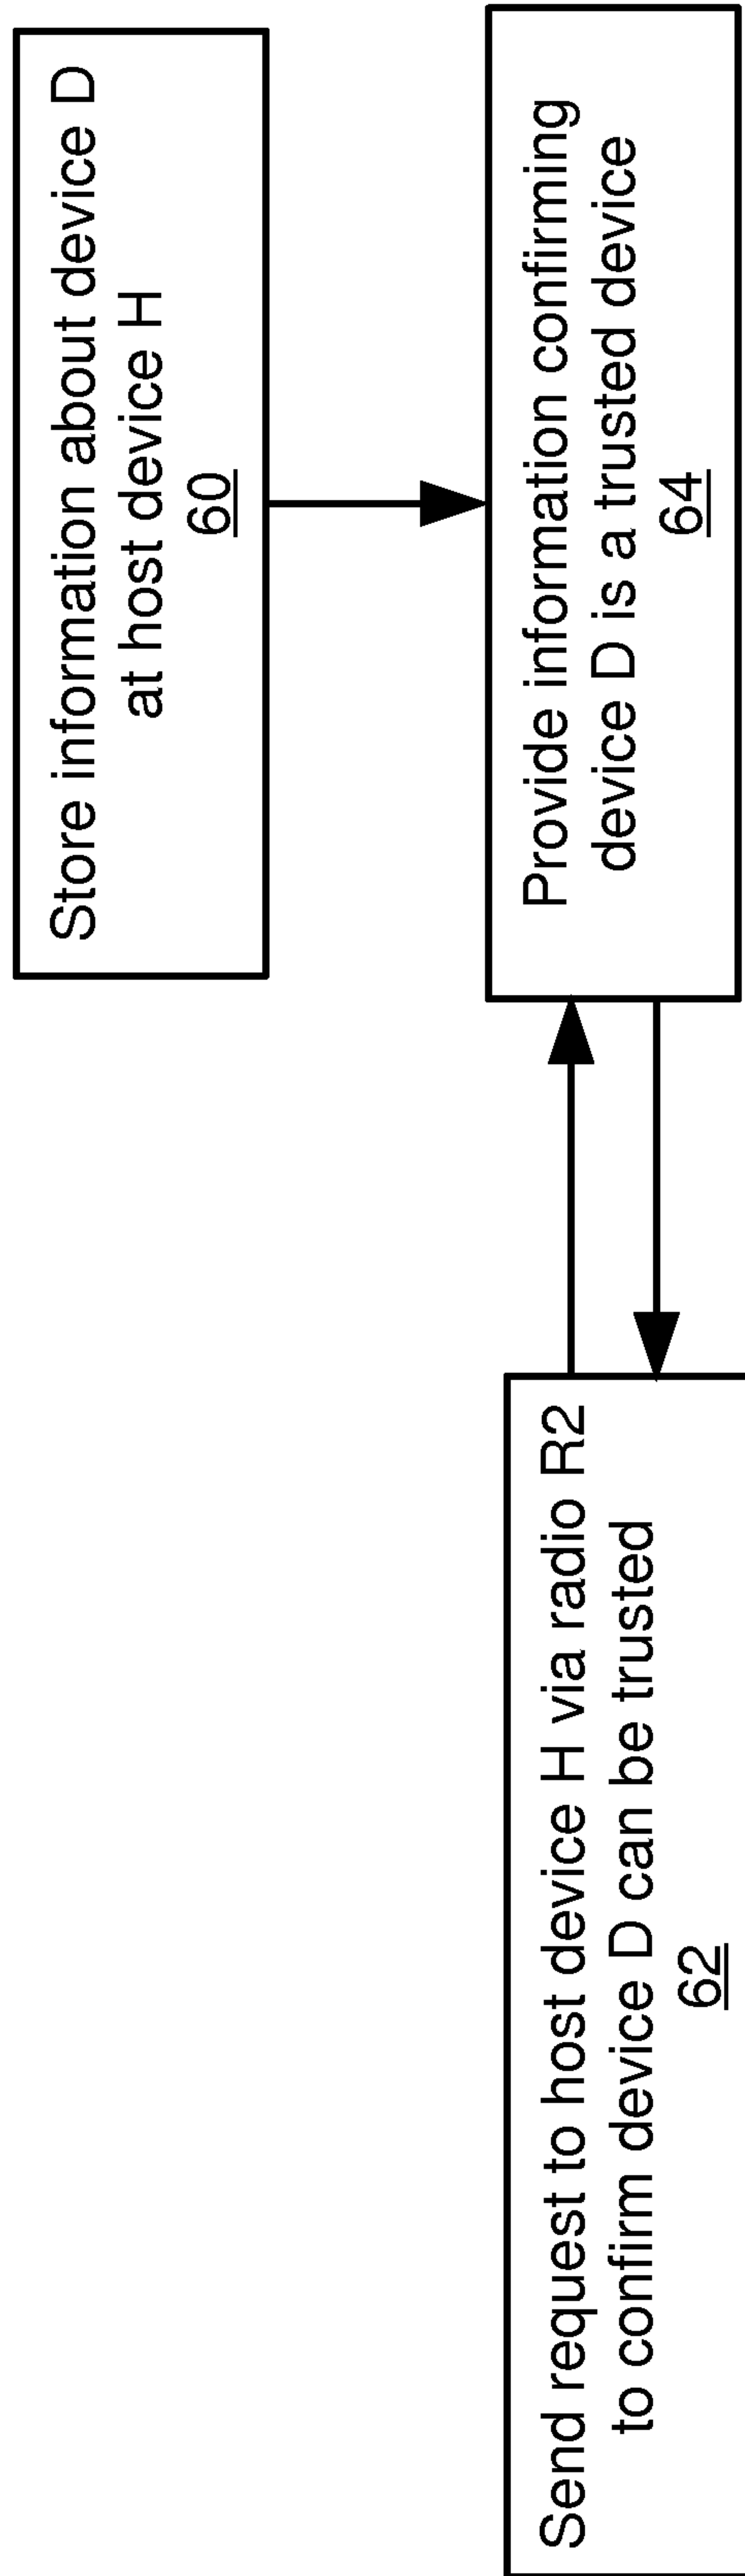 Store information about device D
at host device H
60
Send request to host device H via radio R2
to confirm device D can be trusted
62
Provide information confirming
device D is a trusted device
64